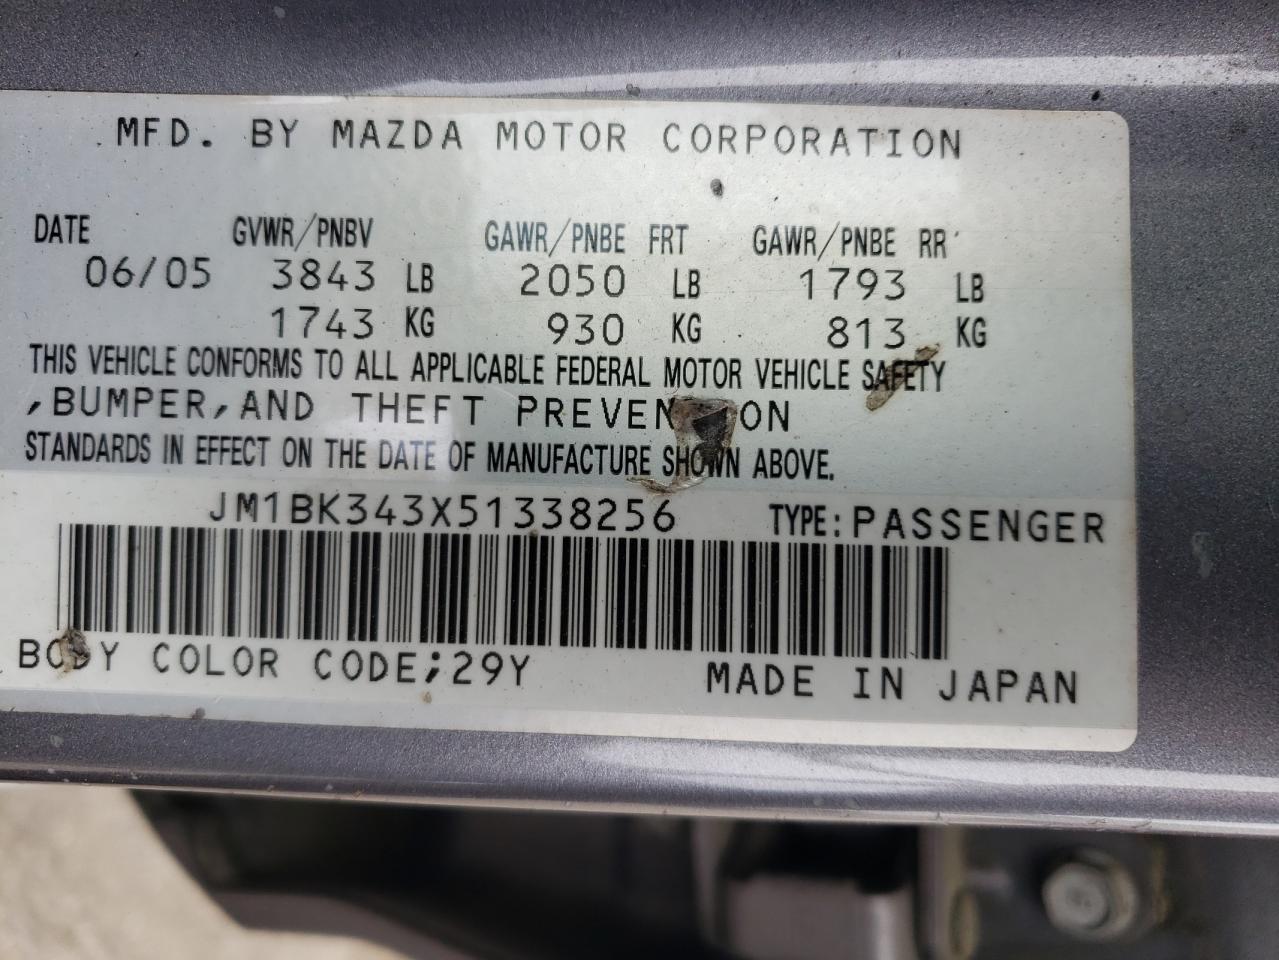 MFD. BY MAZDA MOTOR CORPORATION
DATE GVWR/PNBV GAWR/PNBE FRT GAWR/PNBE RR
06/05 3843 LB 2050 LB 1793 LB
1743 KG 930 KG 813 KG
THIS VEHICLE CONFORMS TO ALL APPLICABLE FEDERAL MOTOR VEHICLE SAFETY
,BUMPER,AND THEFT PREVENTION
STANDARDS IN EFFECT ON THE DATE OF MANUFACTURE SHOWN ABOVE.
JM1BK343X51338256 TYPE:PASSENGER
BODY COLOR CODE;29Y MADE IN JAPAN